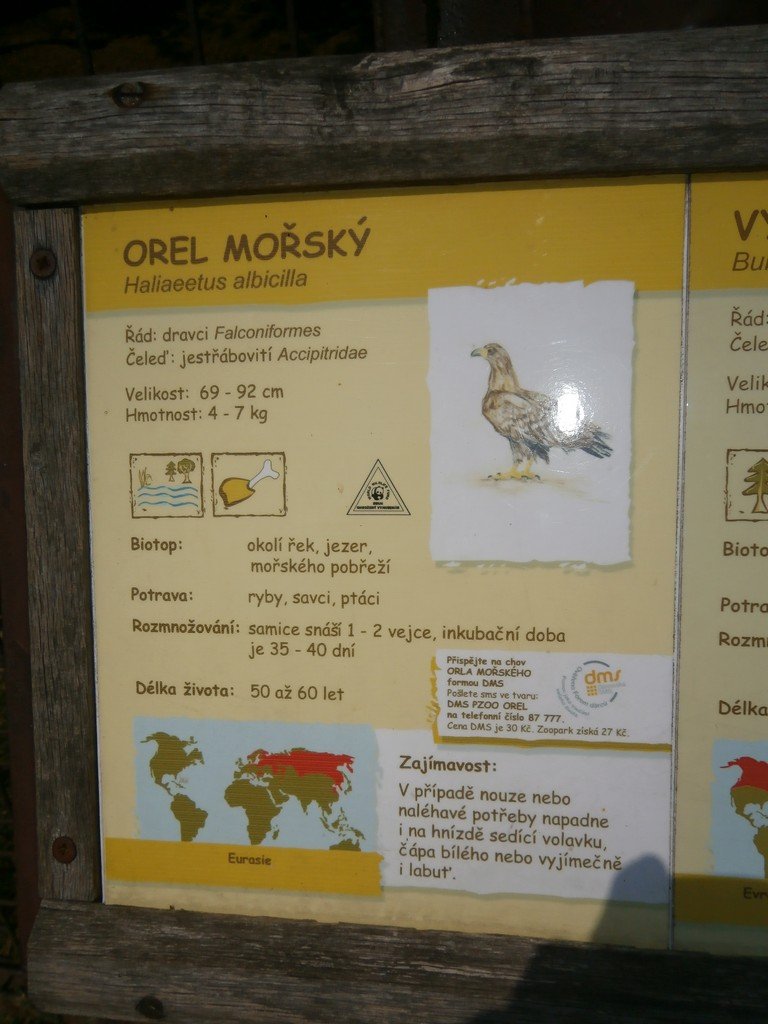 OREL MOŘSKÝ
Haliaeetus albicilla
Řád: dravci Falconiformes
Čeleď: jestřábovití Accipitridae
Velikost: 69 - 92 cm
Hmotnost: 4 - 7 kg
Biotop: okolí řek, jezer,
mořského pobřeží
Potrava: ryby, savci, ptáci
Rozmnožování: samice snáší 1 - 2 vejce, inkubační doba
je 35 - 40 dní
Délka života: 50 až 60 let
Přispějte na chov
ORLA MOŘSKÉHO
formou DMS
Pošlete sms ve tvaru:
DMS PZOO OREL
na telefonní číslo 87 777.
Cena DMS je 30 Kč. Zoopark získá 27 Kč.
dms
Eurasie
Zajímavost:
V případě nouze nebo
naléhavé potřeby napadne
i na hnízdě sedící volavku,
čápa bílého nebo vyjímečně
i labuť.
VÝ
Řád:
Čele
Velik
Hmo
Bioto
Potra
Rozm
Délka